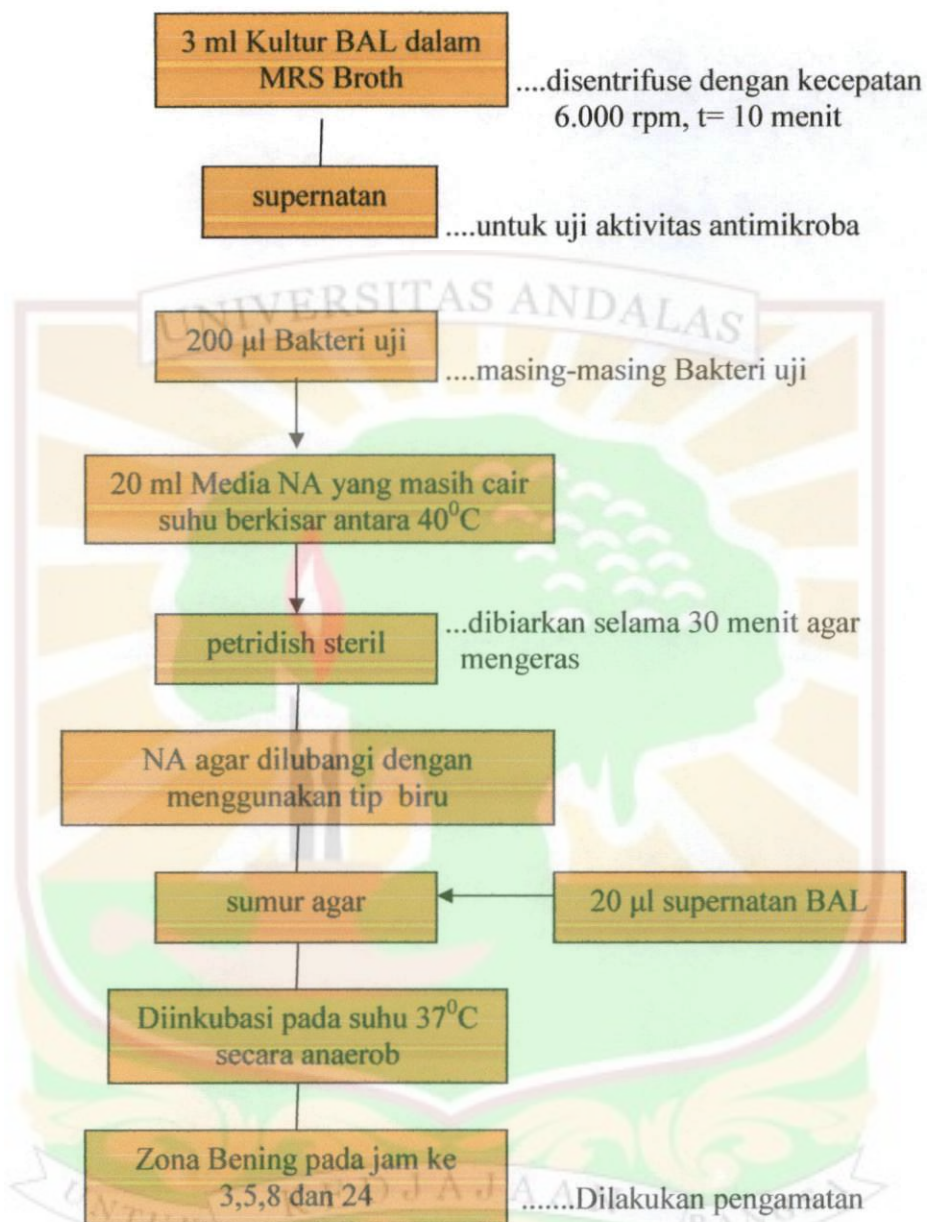 3 ml Kultur BAL dalam
MRS Broth
....disentrifuse dengan kecepatan
6.000 rpm, t= 10 menit
supernatan
....untuk uji aktivitas antimikroba
UNIVERSITAS ANDALAS
200 µl Bakteri uji
....masing-masing Bakteri uji
20 ml Media NA yang masih cair
suhu berkisar antara 40⁰C
petridish steril
...dibiarkan selama 30 menit agar
mengeras
NA agar dilubangi dengan
menggunakan tip biru
sumur agar
20 µl supernatan BAL
Diinkubasi pada suhu 37⁰C
secara anaerob
Zona Bening pada jam ke
3,5,8 dan 24
.......Dilakukan pengamatan
UNTUK
BANGSA